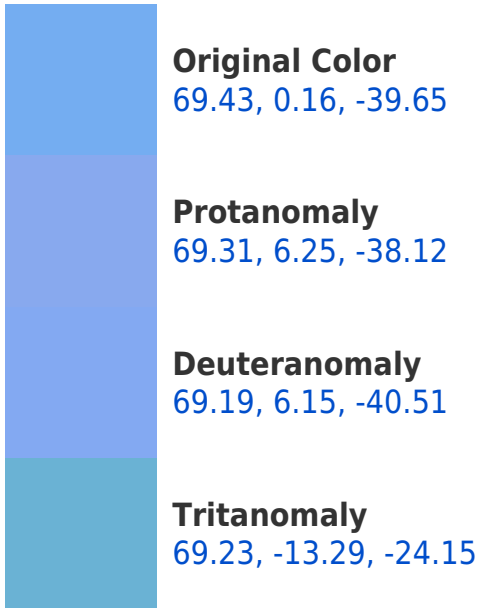 Original Color
69.43, 0.16, -39.65
Protanomaly
69.31, 6.25, -38.12
Deuteranomaly
69.19, 6.15, -40.51
Tritanomaly
69.23, -13.29, -24.15